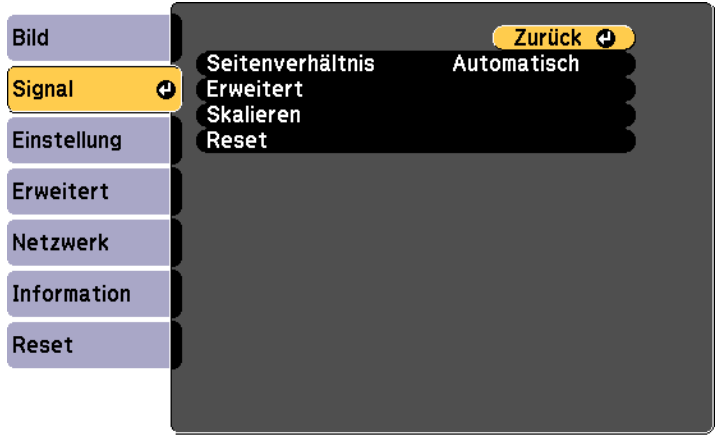 Bild
Signal
Einstellung
Erweitert
Netzwerk
Information
Reset
Zurück
Seitenverhältnis Automatisch
Erweitert
Skalieren
Reset